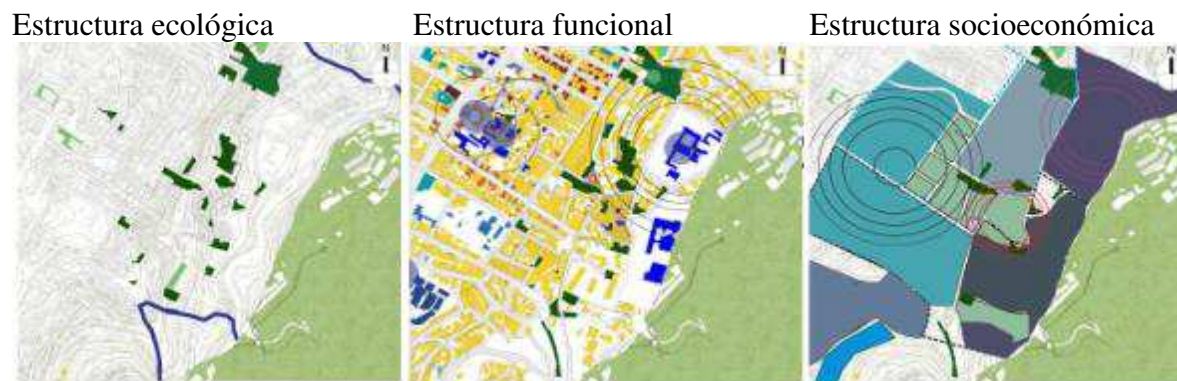 Estructura ecológica
Estructura funcional
Estructura socioeconómica
N
N
N